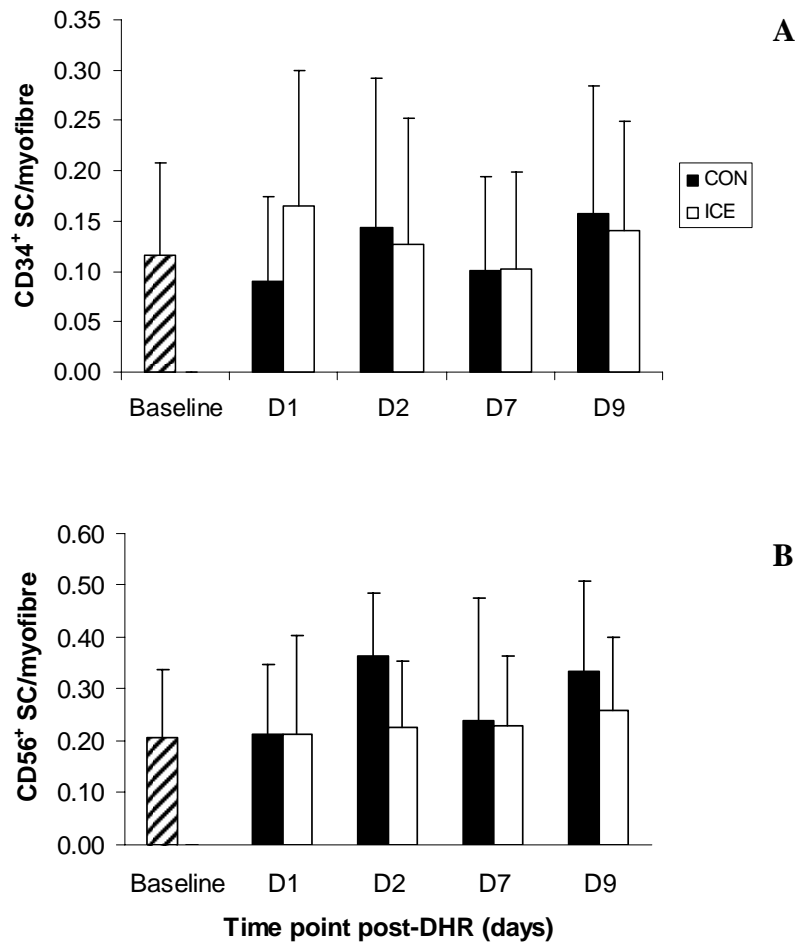 A
0.35
0.30
0.25
0.20
0.15
0.10
0.05
0.00
CD34⁺ SC/myofibre
CON
ICE
Baseline D1 D2 D7 D9
B
0.60
0.50
0.40
0.30
0.20
0.10
0.00
CD56⁺ SC/myofibre
Baseline D1 D2 D7 D9
Time point post-DHR (days)